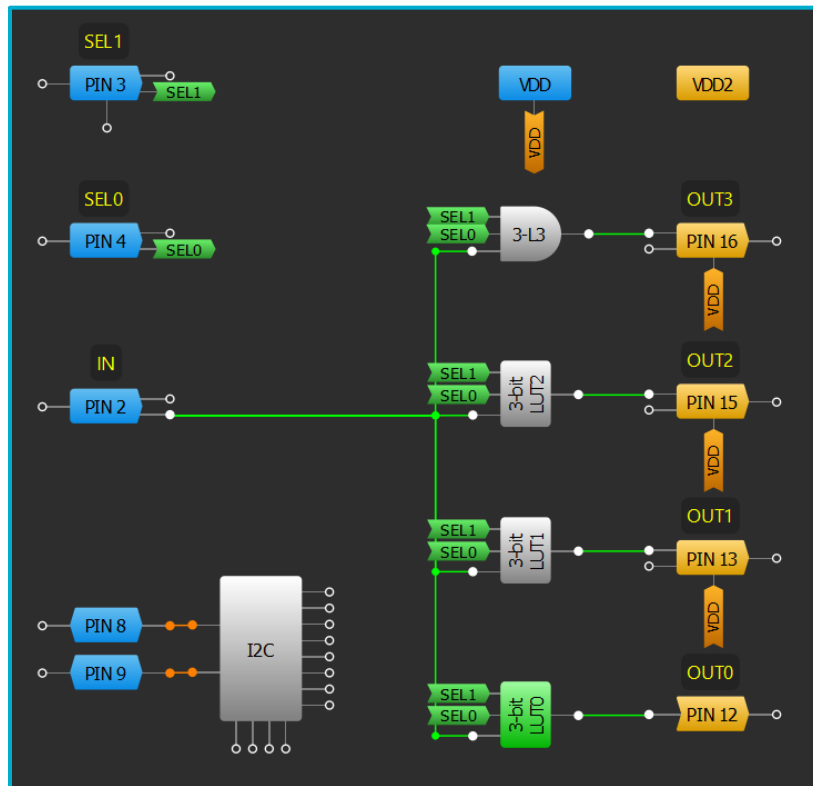 SEL1
PIN 3
SEL1
VDD
VDD2
VDD
SEL0
PIN 4
SEL0
SEL1
SEL0
3-L3
OUT3
PIN 16
VDD
IN
PIN 2
SEL1
SEL0
3-bit
LUT2
OUT2
PIN 15
VDD
SEL1
SEL0
3-bit
LUT1
OUT1
PIN 13
VDD
PIN 8
PIN 9
I2C
SEL1
SEL0
3-bit
LUT0
OUT0
PIN 12